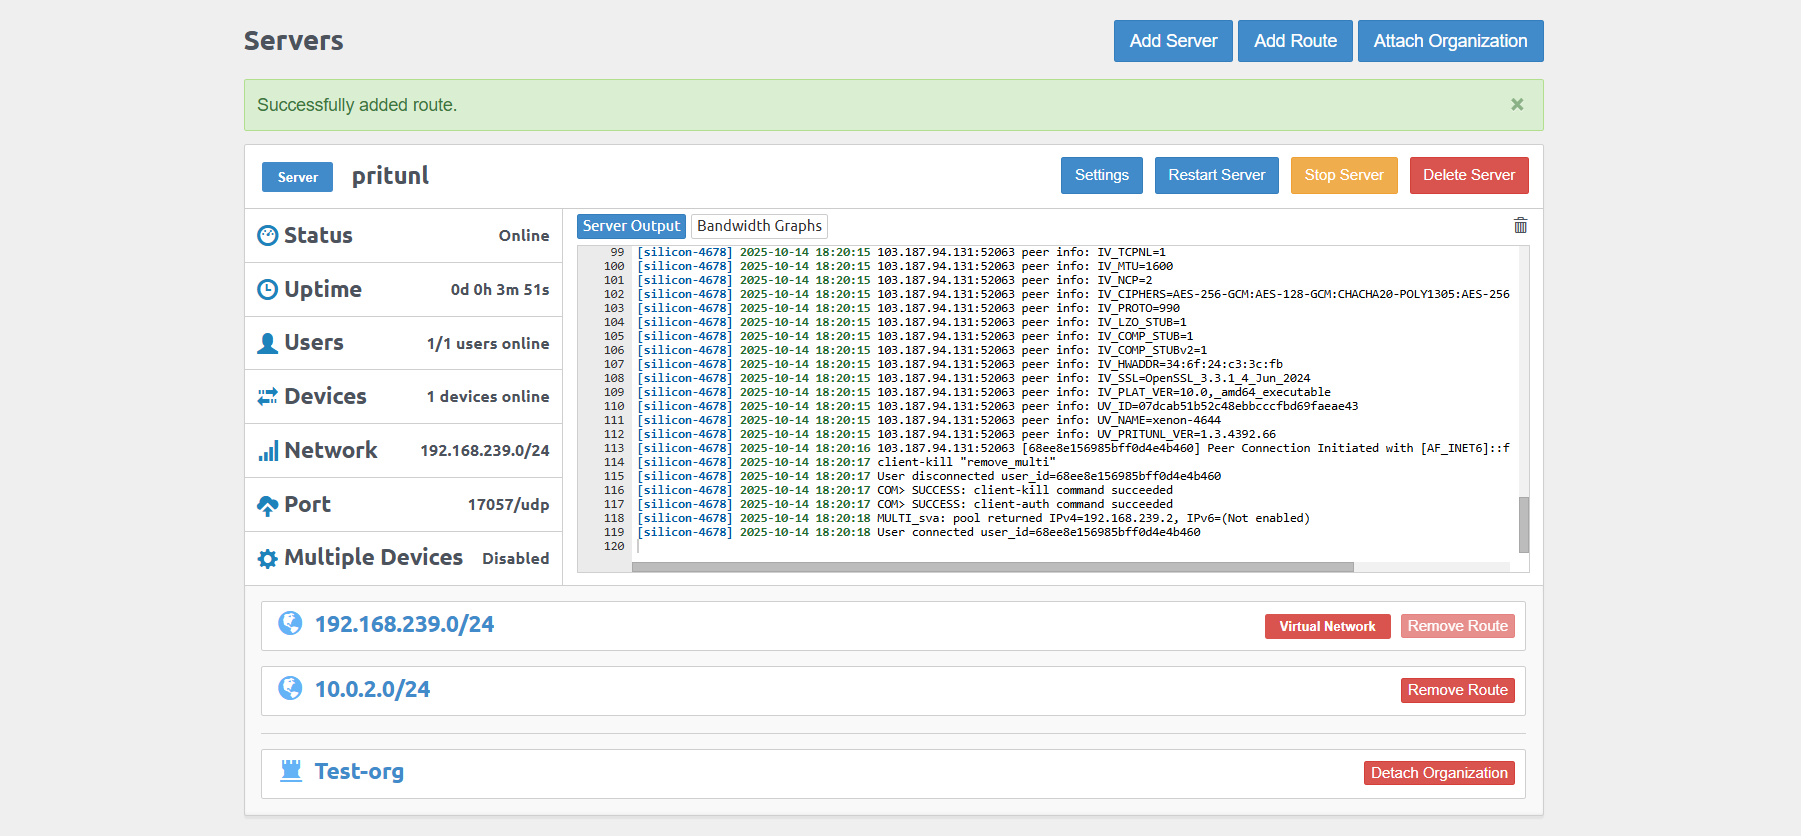 Servers
Add Server
Add Route
Attach Organization
Successfully added route.
×
Server
pritunl
Settings
Restart Server
Stop Server
Delete Server
Status
Online
Uptime
0d 0h 3m 51s
Users
1/1 users online
Devices
1 devices online
Network
192.168.239.0/24
Port
17057/udp
Multiple Devices
Disabled
Server Output
Bandwidth Graphs
99 [silicon-4678] 2025-10-14 18:20:15 103.187.94.131:52063 peer info: IV_TCPNL=1
100 [silicon-4678] 2025-10-14 18:20:15 103.187.94.131:52063 peer info: IV_MTU=1600
101 [silicon-4678] 2025-10-14 18:20:15 103.187.94.131:52063 peer info: IV_NCP=2
102 [silicon-4678] 2025-10-14 18:20:15 103.187.94.131:52063 peer info: IV_CIPHERS=AES-256-GCM:AES-128-GCM:CHACHA20-POLY1305:AES-256
103 [silicon-4678] 2025-10-14 18:20:15 103.187.94.131:52063 peer info: IV_PROTO=990
104 [silicon-4678] 2025-10-14 18:20:15 103.187.94.131:52063 peer info: IV_LZO_STUB=1
105 [silicon-4678] 2025-10-14 18:20:15 103.187.94.131:52063 peer info: IV_COMP_STUB=1
106 [silicon-4678] 2025-10-14 18:20:15 103.187.94.131:52063 peer info: IV_COMP_STUBv2=1
107 [silicon-4678] 2025-10-14 18:20:15 103.187.94.131:52063 peer info: IV_HWADDR=34:6f:24:c3:3c:fb
108 [silicon-4678] 2025-10-14 18:20:15 103.187.94.131:52063 peer info: IV_SSL=OpenSSL_3.3.1_4_Jun_2024
109 [silicon-4678] 2025-10-14 18:20:15 103.187.94.131:52063 peer info: IV_PLAT_VER=10.0,_amd64_executable
110 [silicon-4678] 2025-10-14 18:20:15 103.187.94.131:52063 peer info: UV_ID=07dcab51b52c48ebbcccfbd69faeae43
111 [silicon-4678] 2025-10-14 18:20:15 103.187.94.131:52063 peer info: UV_NAME=xenon-4644
112 [silicon-4678] 2025-10-14 18:20:15 103.187.94.131:52063 peer info: UV_PRITUNL_VER=1.3.4392.66
113 [silicon-4678] 2025-10-14 18:20:16 103.187.94.131:52063 [68ee8e156985bff0d4e4b460] Peer Connection Initiated with [AF_INET6]::f
114 [silicon-4678] 2025-10-14 18:20:17 client-kill "remove_multi"
115 [silicon-4678] 2025-10-14 18:20:17 User disconnected user_id=68ee8e156985bff0d4e4b460
116 [silicon-4678] 2025-10-14 18:20:17 COM> SUCCESS: client-kill command succeeded
117 [silicon-4678] 2025-10-14 18:20:17 COM> SUCCESS: client-auth command succeeded
118 [silicon-4678] 2025-10-14 18:20:18 MULTI_sva: pool returned IPv4=192.168.239.2, IPv6=(Not enabled)
119 [silicon-4678] 2025-10-14 18:20:18 User connected user_id=68ee8e156985bff0d4e4b460
120
192.168.239.0/24
Virtual Network
Remove Route
10.0.2.0/24
Remove Route
Test-org
Detach Organization